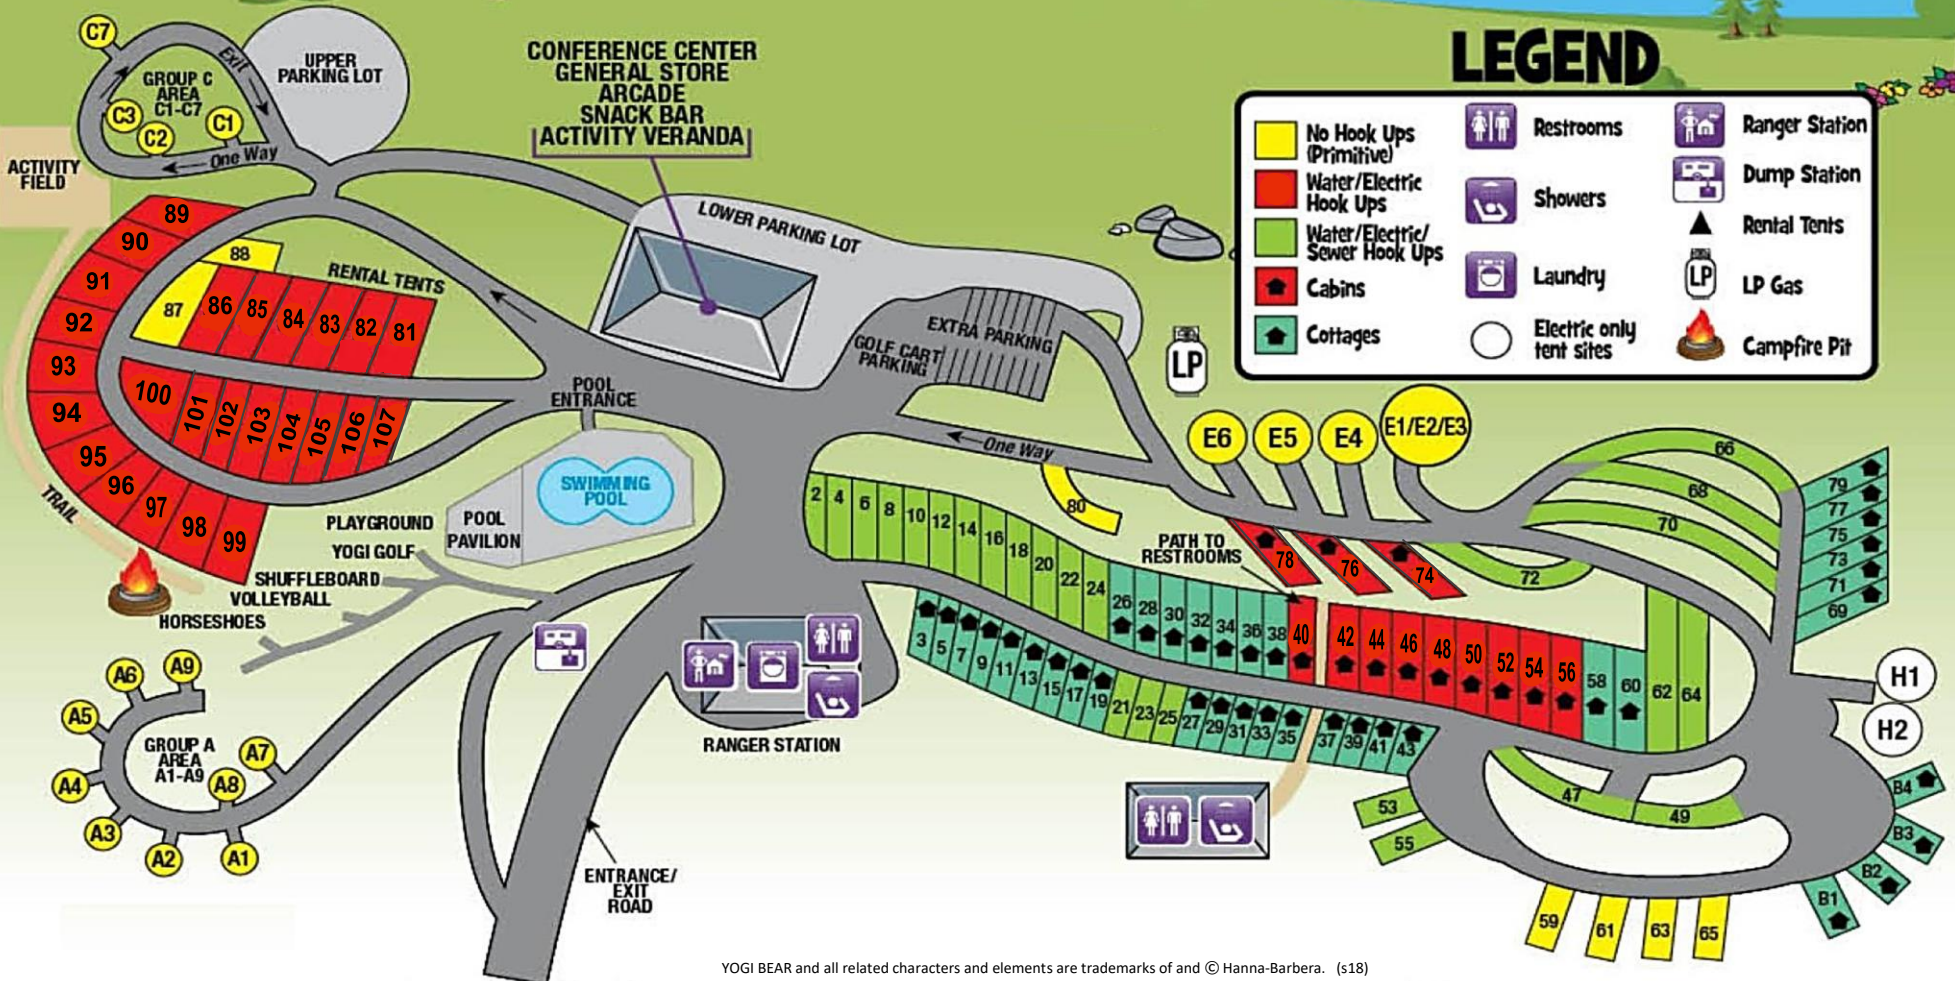 C7
Exit
GROUP C
AREA
C1-C7
C3
C2
C1
One Way
UPPER
PARKING LOT
CONFERENCE CENTER
GENERAL STORE
ARCADE
SNACK BAR
ACTIVITY VERANDA
LEGEND
No Hook Ups
(Primitive)
Water/Electric
Hook Ups
Water/Electric/
Sewer Hook Ups
Cabins
Cottages
Restrooms
Showers
Laundry
Electric only
tent sites
Ranger Station
Dump Station
Rental Tents
LP
LP Gas
Campfire Pit
ACTIVITY
FIELD
LOWER PARKING LOT
89
90
91
92
93
94
95
96
97
98
99
88
87
RENTAL TENTS
86
85
84
83
82
81
100
101
102
103
104
105
106
107
EXTRA PARKING
GOLF CART
PARKING
LP
POOL
ENTRANCE
One Way
80
E6
E5
E4
E1/E2/E3
66
68
70
72
79
77
75
73
71
69
SWIMMING
POOL
POOL
PAVILION
TRAIL
PLAYGROUND
YOGI GOLF
SHUFFLEBOARD
VOLLEYBALL
HORSESHOES
2
4
6
8
10
12
14
16
18
20
22
24
26
28
30
32
34
36
38
40
42
44
46
48
50
52
54
56
58
60
62
64
PATH TO
RESTROOMS
78
76
74
3
5
7
9
11
13
15
17
19
21
23
25
27
29
31
33
35
37
39
41
43
H1
H2
A9
A6
A5
A4
A3
A2
A1
A8
A7
GROUP A
AREA
A1-A9
RANGER STATION
ENTRANCE/
EXIT
ROAD
47
49
53
55
59
61
63
65
B4
B3
B2
B1
YOGI BEAR and all related characters and elements are trademarks of and © Hanna-Barbera. (s18)